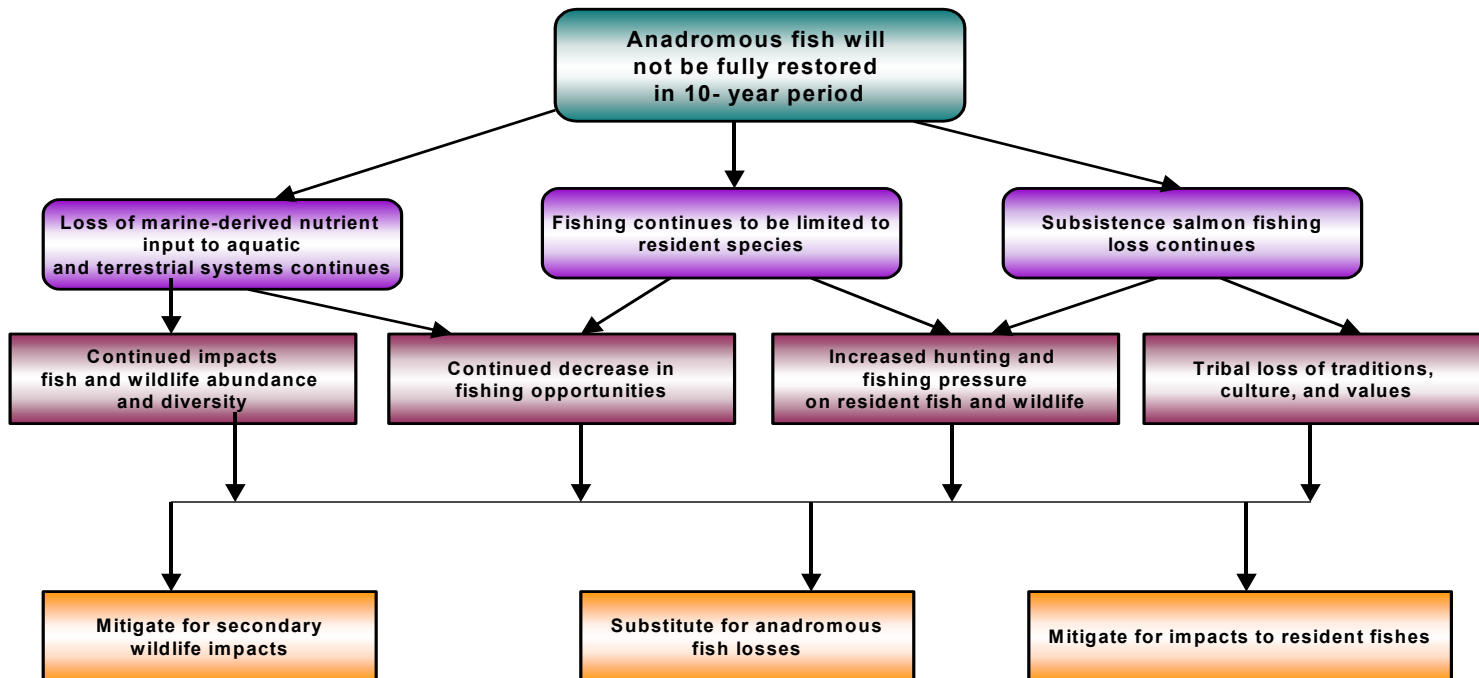 Anadromous fish will
not be fully restored
in 10- year period
Loss of marine-derived nutrient
input to aquatic
and terrestrial systems continues
Fishing continues to be limited to
resident species
Subsistence salmon fishing
loss continues
Continued impacts
fish and wildlife abundance
and diversity
Continued decrease in
fishing opportunities
Increased hunting and
fishing pressure
on resident fish and wildlife
Tribal loss of traditions,
culture, and values
Mitigate for secondary
wildlife impacts
Substitute for anadromous
fish losses
Mitigate for impacts to resident fishes